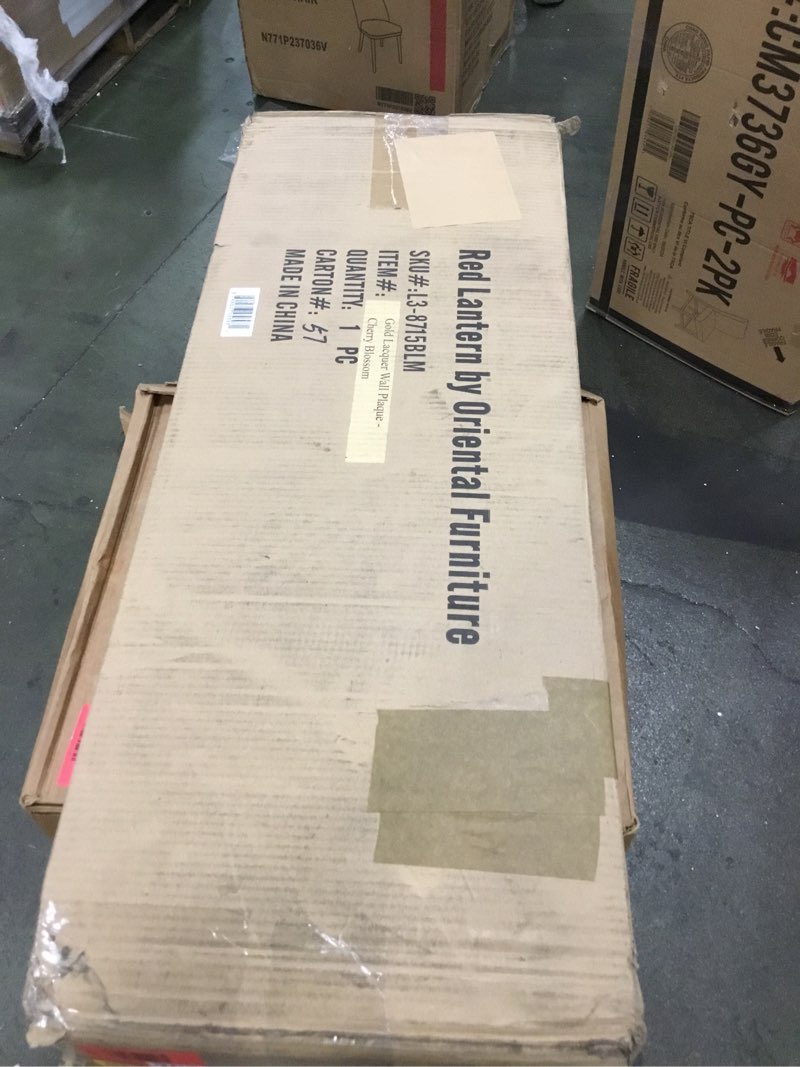 Red Lantern by Oriental Furniture
SKU#:L3-8715BLM
ITEM#:
Gold Lacquer Wall Plaque -
Cherry Blossom
QUANTITY: 1 PC
CARTON#: 57
MADE IN CHINA
N771P237036V
:CM3736GY-PC-2PK
FRAGILE